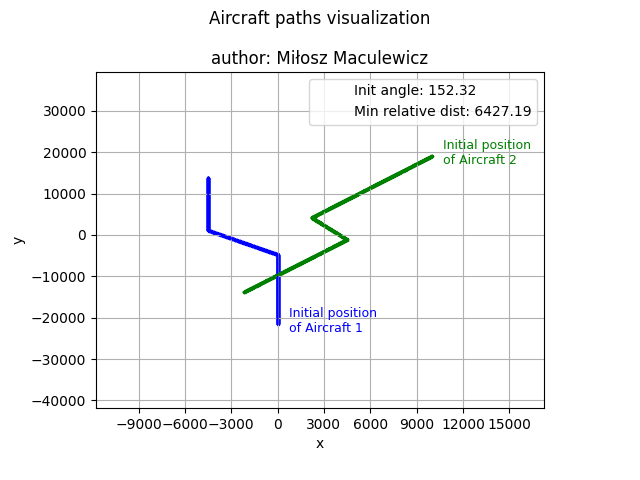 Aircraft paths visualization
author: Miłosz Maculewicz
Init angle: 152.32
Min relative dist: 6427.19
Initial position
of Aircraft 2
Initial position
of Aircraft 1
30000
20000
10000
0
−10000
−20000
−30000
−40000
y
−9000 −6000 −3000 0 3000 6000 9000 12000 15000
x